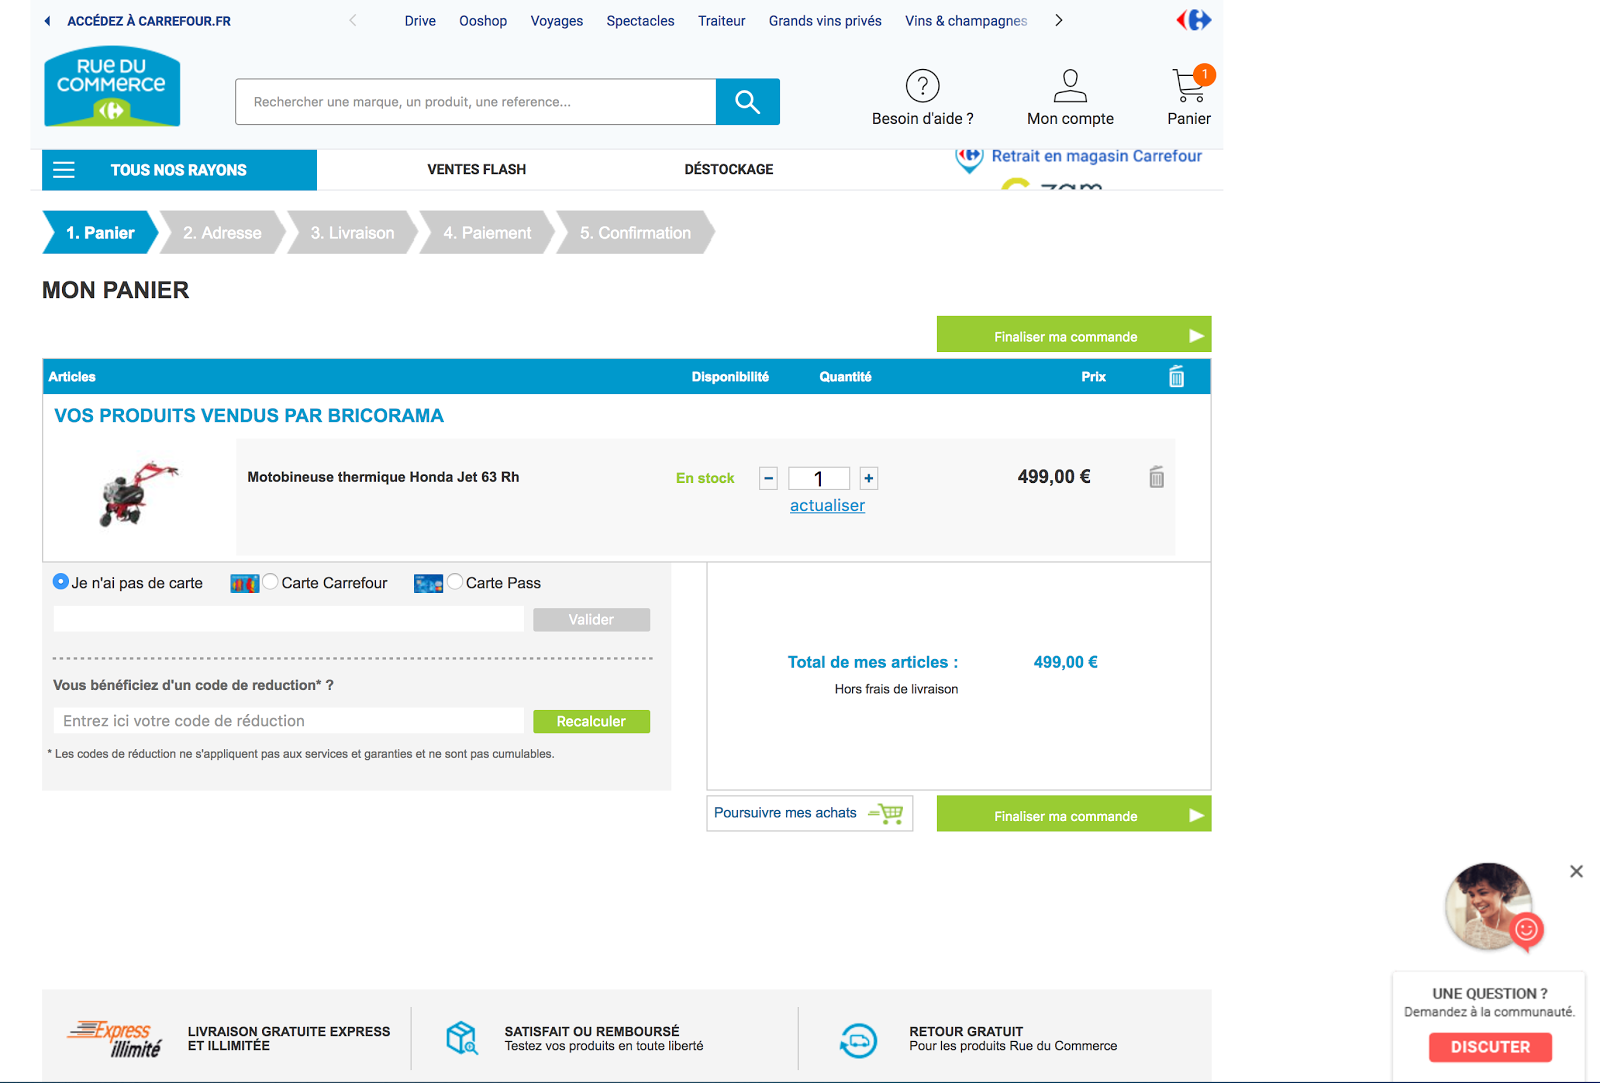 ACCÉDEZ À CARREFOUR.FR
Drive Ooshop Voyages Spectacles Traiteur Grands vins privés Vins & champagnes
RUE DU
COMMERCE
Rechercher une marque, un produit, une reference...
1
Besoin d'aide ?
Mon compte
Panier
TOUS NOS RAYONS
VENTES FLASH
DÉSTOCKAGE
Retrait en magasin Carrefour
1. Panier
2. Adresse
3. Livraison
4. Paiement
5. Confirmation
MON PANIER
Finaliser ma commande
Articles Disponibilité Quantité Prix
VOS PRODUITS VENDUS PAR BRICORAMA
Motobineuse thermique Honda Jet 63 Rh
En stock
- 1 +
499,00 €
actualiser
Je n'ai pas de carte
Carte Carrefour
Carte Pass
Valider
Vous bénéficiez d'un code de reduction* ?
Entrez ici votre code de réduction
Recalculer
* Les codes de réduction ne s'appliquent pas aux services et garanties et ne sont pas cumulables.
Total de mes articles : 499,00 €
Hors frais de livraison
Poursuivre mes achats
Finaliser ma commande
Express
illimité
LIVRAISON GRATUITE EXPRESS
ET ILLIMITÉE
SATISFAIT OU REMBOURSÉ
Testez vos produits en toute liberté
RETOUR GRATUIT
Pour les produits Rue du Commerce
UNE QUESTION ?
Demandez à la communauté.
DISCUTER